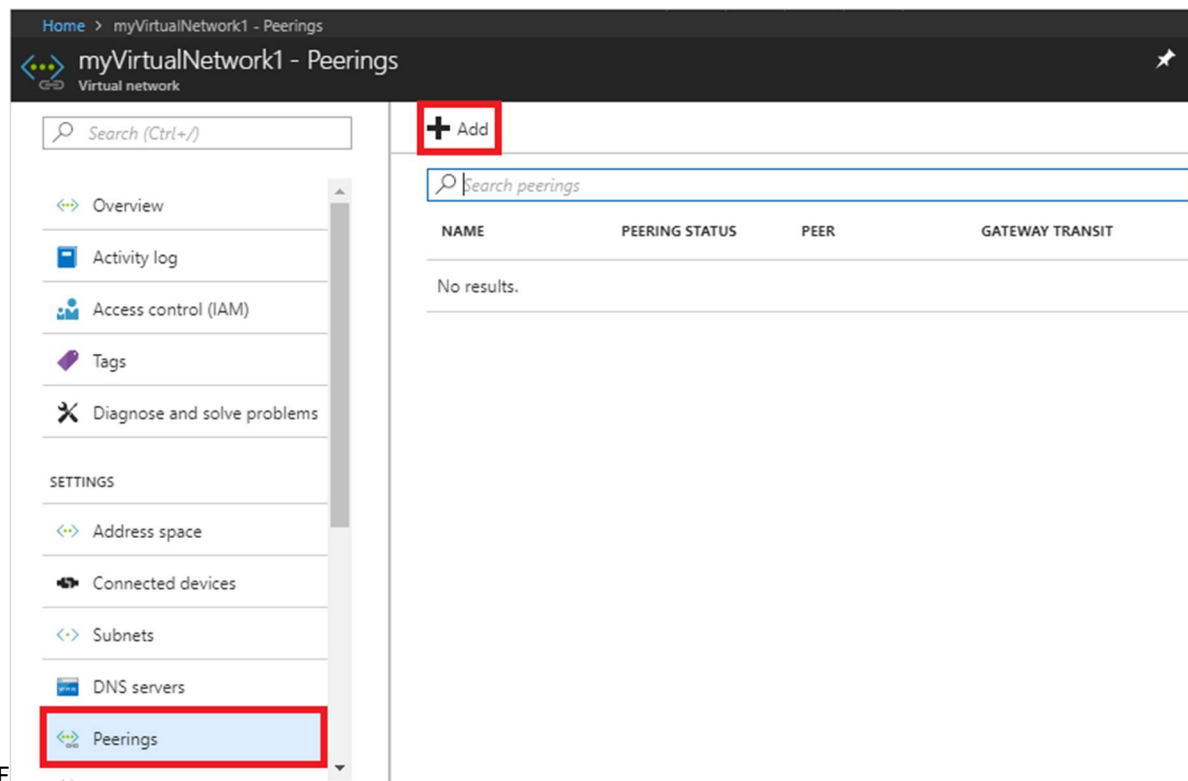 Home > myVirtualNetwork1 - Peerings
myVirtualNetwork1 - Peerings
Virtual network
Search (Ctrl+/)
Overview
Activity log
Access control (IAM)
Tags
Diagnose and solve problems
SETTINGS
Address space
Connected devices
Subnets
DNS servers
Peerings
Add
Search peerings
NAME PEERING STATUS PEER GATEWAY TRANSIT
No results.